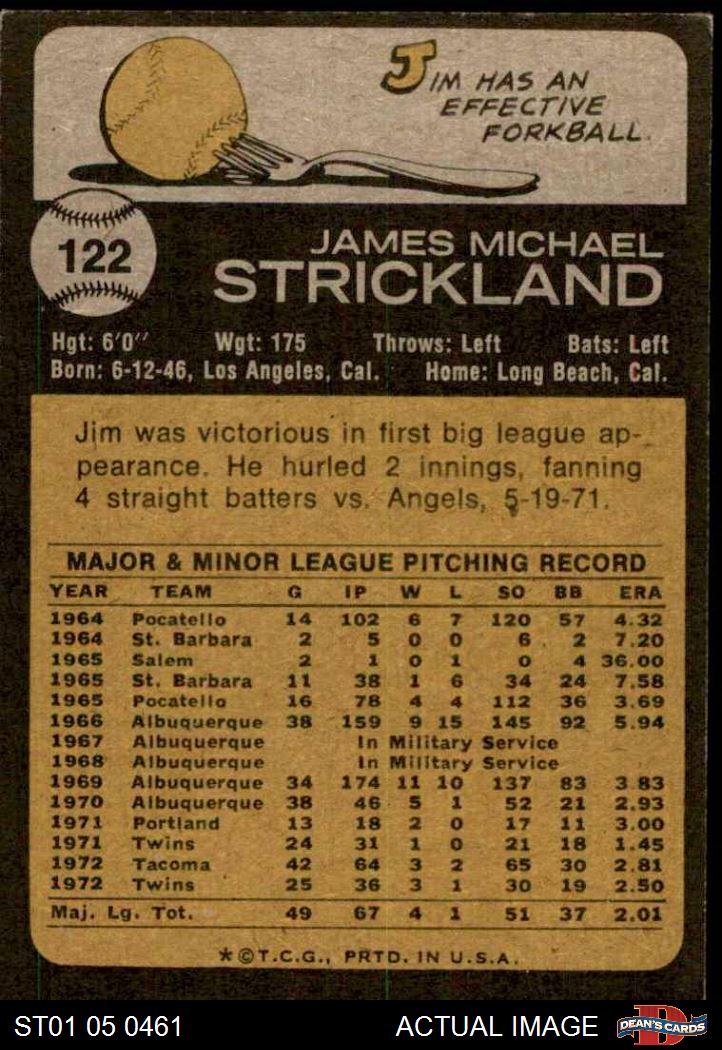 JIM HAS AN
EFFECTIVE
FORKBALL.
122
JAMES MICHAEL
STRICKLAND
Hgt: 6'0" Wgt: 175 Throws: Left Bats: Left
Born: 6-12-46, Los Angeles, Cal. Home: Long Beach, Cal.
Jim was victorious in first big league ap-
pearance. He hurled 2 innings, fanning
4 straight batters vs. Angels, 5-19-71.
MAJOR & MINOR LEAGUE PITCHING RECORD
YEAR TEAM G IP W L SO BB ERA
1964 Pocatello 14 102 6 7 120 57 4.32
1964 St. Barbara 2 5 0 0 6 2 7.20
1965 Salem 2 1 0 1 0 4 36.00
1965 St. Barbara 11 38 1 6 34 24 7.58
1965 Pocatello 16 78 4 4 112 36 3.69
1966 Albuquerque 38 159 9 15 145 92 5.94
1967 Albuquerque In Military Service
1968 Albuquerque In Military Service
1969 Albuquerque 34 174 11 10 137 83 3.83
1970 Albuquerque 38 46 5 1 52 21 2.93
1971 Portland 13 18 2 0 17 11 3.00
1971 Twins 24 31 1 0 21 18 1.45
1972 Tacoma 42 64 3 2 65 30 2.81
1972 Twins 25 36 3 1 30 19 2.50
Maj. Lg. Tot. 49 67 4 1 51 37 2.01
*©T.C.G., PRTD. IN U.S.A.
ST01 05 0461 ACTUAL IMAGE D DEAN'S CARDS